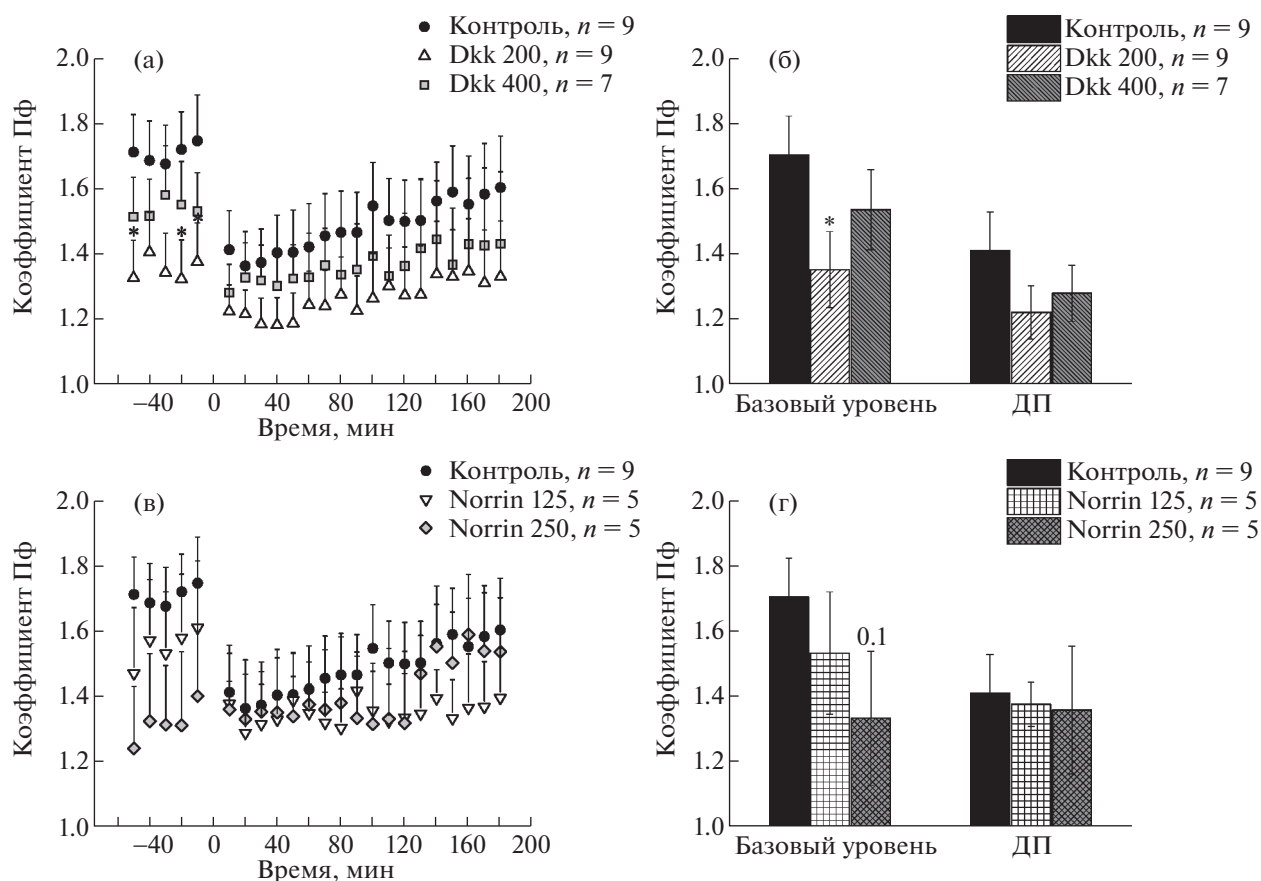 Контроль, n = 9
Dkk 200, n = 9
Dkk 400, n = 7
(а)
Коэффициент Пф
2.0
1.8
1.6
1.4
1.2
1.0
* * *
−40 0 40 80 120 160 200
Время, мин
Контроль, n = 9
Dkk 200, n = 9
Dkk 400, n = 7
(б)
Коэффициент Пф
2.0
1.8
1.6
1.4
1.2
1.0
*
Базовый уровень ДП
Контроль, n = 9
Norrin 125, n = 5
Norrin 250, n = 5
(в)
Коэффициент Пф
2.0
1.8
1.6
1.4
1.2
1.0
−40 0 40 80 120 160 200
Время, мин
Контроль, n = 9
Norrin 125, n = 5
Norrin 250, n = 5
(г)
Коэффициент Пф
2.0
1.8
1.6
1.4
1.2
1.0
0.1
Базовый уровень ДП